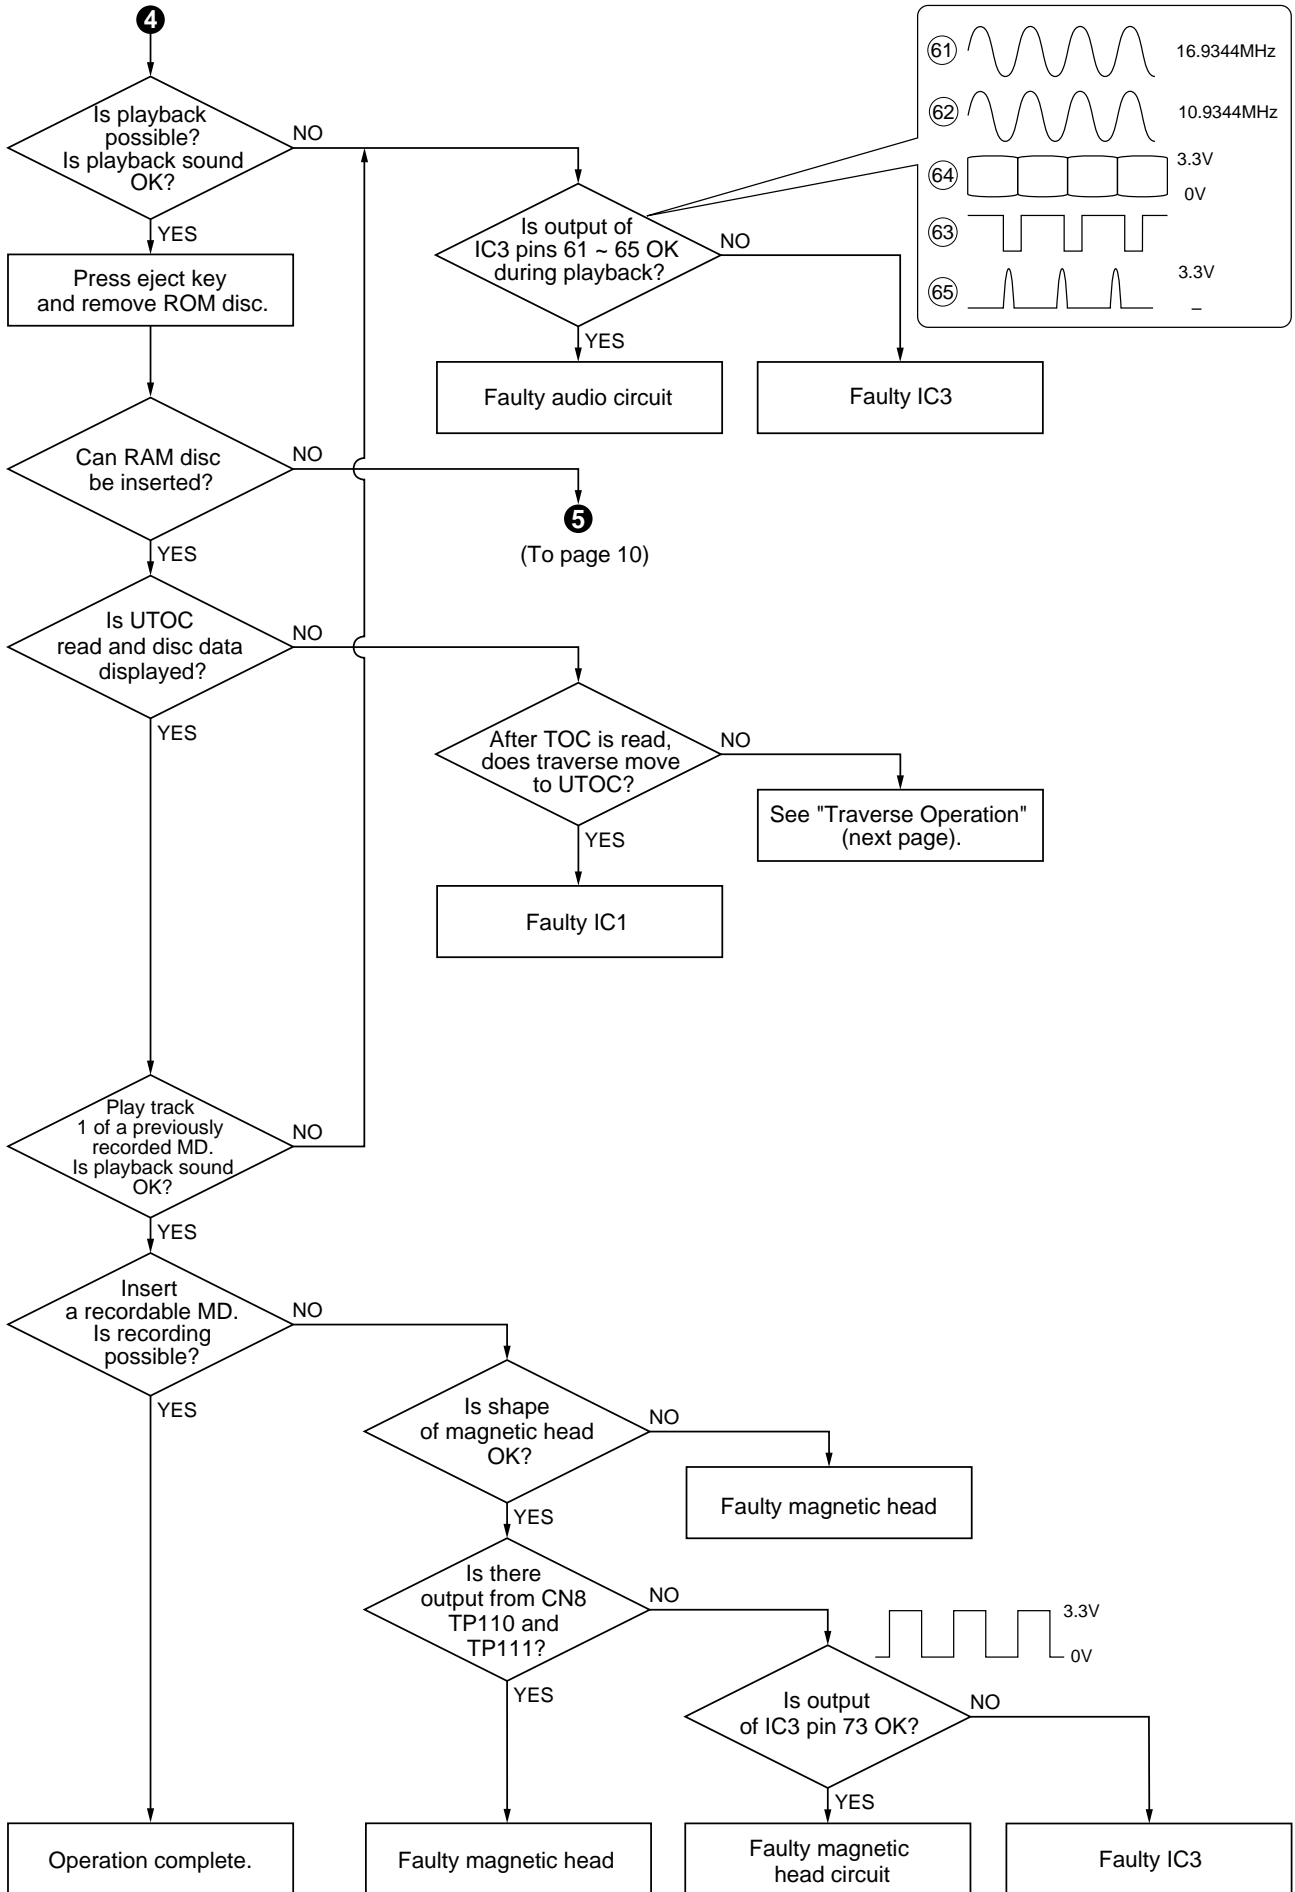 4
Is playback
possible?
Is playback sound
OK?
NO
YES
Press eject key
and remove ROM disc.
Is output of
IC3 pins 61 ~ 65 OK
during playback?
NO
YES
Faulty audio circuit
Faulty IC3
61
16.9344MHz
62
10.9344MHz
64
3.3V
0V
63
65
3.3V
–
Can RAM disc
be inserted?
NO
YES
5
(To page 10)
Is UTOC
read and disc data
displayed?
NO
YES
After TOC is read,
does traverse move
to UTOC?
NO
YES
See "Traverse Operation"
(next page).
Faulty IC1
Play track
1 of a previously
recorded MD.
Is playback sound
OK?
NO
YES
Insert
a recordable MD.
Is recording
possible?
NO
YES
Is shape
of magnetic head
OK?
NO
YES
Faulty magnetic head
Is there
output from CN8
TP110 and
TP111?
NO
YES
3.3V
0V
Is output
of IC3 pin 73 OK?
NO
YES
Operation complete.
Faulty magnetic head
Faulty magnetic
head circuit
Faulty IC3